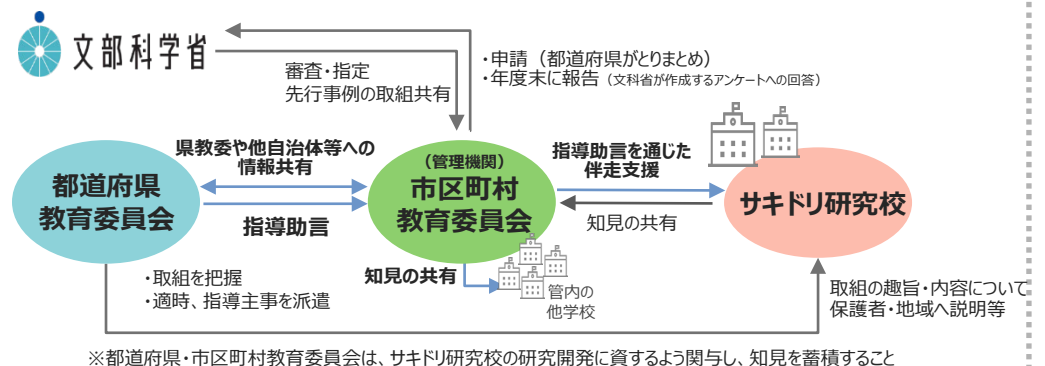 文部科学省
審査・指定
先行事例の取組共有
・申請（都道府県がとりまとめ）
・年度末に報告（文科省が作成するアンケートへの回答）
都道府県
教育委員会
県教委や他自治体等への
情報共有
指導助言
（管理機関）
市区町村
教育委員会
指導助言を通じた
伴走支援
知見の共有
サキドリ研究校
知見の共有
管内の
他学校
・取組を把握
・適時、指導主事を派遣
取組の趣旨・内容について
保護者・地域へ説明等
※都道府県・市区町村教育委員会は、サキドリ研究校の研究開発に資するよう関与し、知見を蓄積すること